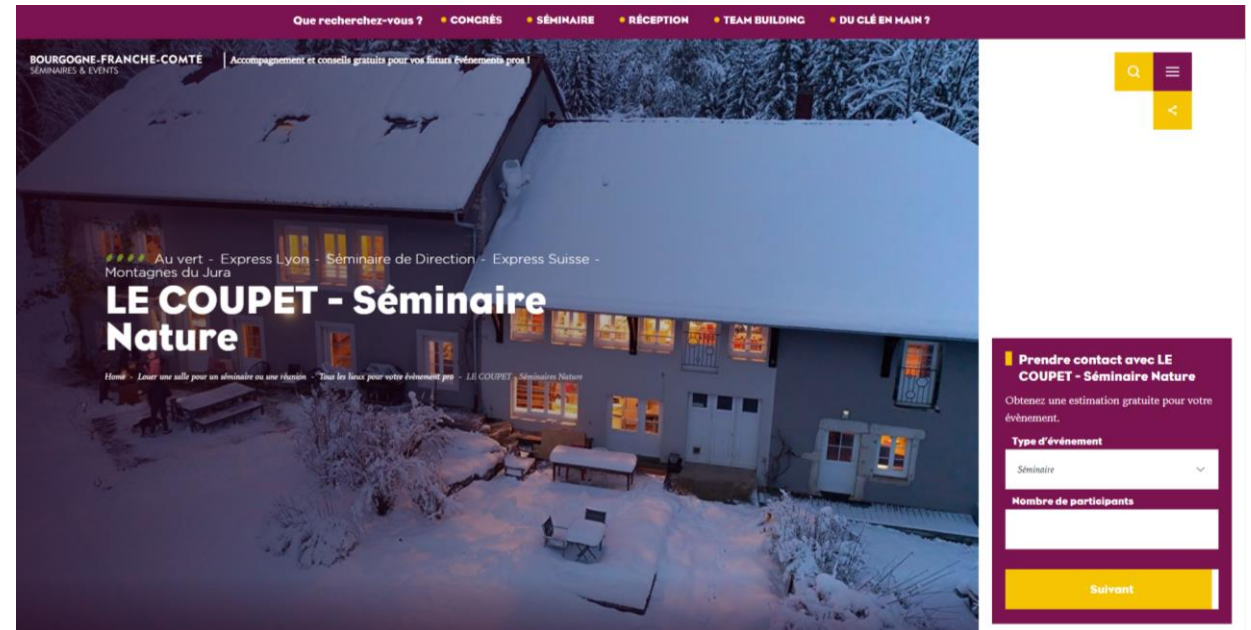 Que recherchez-vous ? • CONGRÈS • SÉMINAIRE • RÉCEPTION • TEAM BUILDING • DU CLÉ EN MAIN ?
BOURGOGNE-FRANCHE-COMTÉ
SÉMINAIRES & EVENTS
Accompagnement et conseils gratuits pour vos futurs événements pros !
Au vert - Express Lyon - Séminaire de Direction - Express Suisse -
Montagnes du Jura
LE COUPET - Séminaire
Nature
Home - Louer une salle pour un séminaire ou une réunion - Tous les lieux pour votre évènement pro - LE COUPET - Séminaires Nature
Prendre contact avec LE
COUPET - Séminaire Nature
Obtenez une estimation gratuite pour votre
évènement.
Type d'événement
Séminaire
Nombre de participants
Suivant